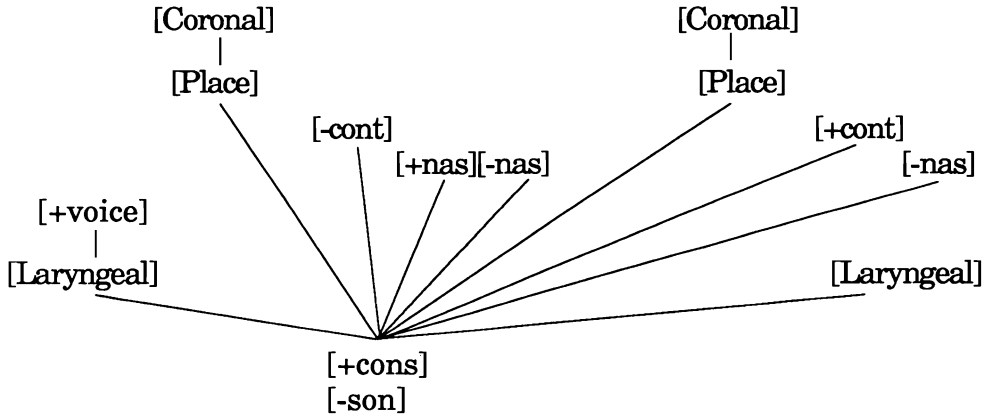 [Coronal] [Coronal]
[Place] [Place]
[-cont] [+cont]
[+nas][-nas] [-nas]
[+voice]
[Laryngeal] [Laryngeal]
[+cons]
[-son]